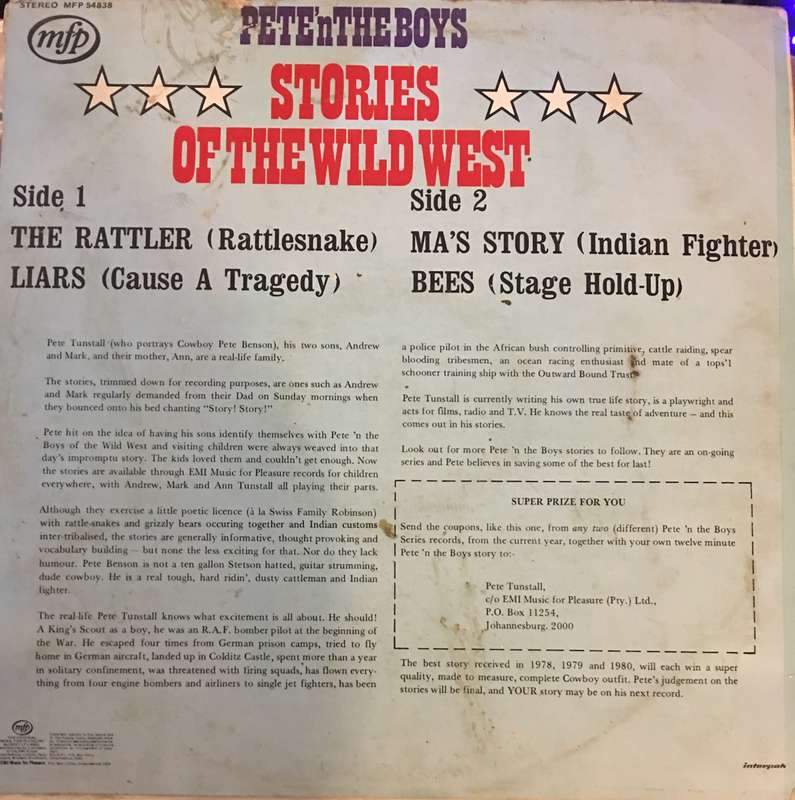 STEREO MFP 54838
mfp
PETE'nTHE BOYS
STORIES
OF THE WILD WEST
Side 1
THE RATTLER (Rattlesnake)
LIARS (Cause A Tragedy)
Side 2
MA'S STORY (Indian Fighter)
BEES (Stage Hold-Up)
Pete Tunstall (who portrays Cowboy Pete Benson), his two sons, Andrew
and Mark, and their mother, Ann, are a real-life family.
The stories, trimmied down for recording purposes, are ones such as Andrew
and Mark regularly demanded from their Dad on Sunday mornings when
they bounced onto his bed chanting "Story! Story!"
Pete hit on the idea of having his sons identify themselves with Pete 'n the
Boys of the Wild West and visiting children were always weaved into that
day's impromptu story. The kids loved them and couldn't get enough. Now
the stories are available through EMI Music for Pleasure records for children
everywhere, with Andrew, Mark and Ann Tunstall all playing their parts.
Although they exercise a little poetic licence (à la Swiss Family Robinson)
with rattle-snakes and grizzly bears occuring together and Indian customs
inter-tribalised, the stories are generally informative, thought provoking and
vocabulary building – but none the less exciting for that. Nor do they lack
humour. Pete Benson is not a ten gallon Stetson hatted, guitar strumming,
dude cowboy. He is a real tough, hard ridin', dusty cattleman and Indian
fighter.
The real-life Pete Tunstall knows what excitement is all about. He should!
A King's Scout as a boy, he was an R.A.F. bomber pilot at the beginning of
the War. He escaped four times from German prison camps, tried to fly
home in German aircraft, landed up in Colditz Castle, spent more than a year
in solitary confinement, was threatened with firing squads, has flown every-
thing from four engine bombers and airliners to single jet fighters, has been
a police pilot in the African bush controlling primitive, cattle raiding, spear
blooding tribesmen, an ocean racing enthusiast and mate of a tops'l
schooner training ship with the Outward Bound Trust.
Pete Tunstall is currently writing his own true life story, is a playwright and
acts for films, radio and T.V. He knows the real taste of adventure – and this
comes out in his stories.
Look out for more Pete 'n the Boys stories to follow. They are an on-going
series and Pete believes in saving some of the best for last!
SUPER PRIZE FOR YOU
Send the coupons, like this one, from any two (different) Pete 'n the Boys
Series records, from the current year, together with your own twelve minute
Pete 'n the Boys story to:-
Pete Tunstall,
c/o EMI Music for Pleasure (Pty.) Ltd.,
P.O. Box 11254,
Johannesburg. 2000
The best story received in 1978, 1979 and 1980, will each win a super
quality, made to measure, complete Cowboy outfit. Pete's judgement on the
stories will be final, and YOUR story may be on his next record.
mfp
interpak